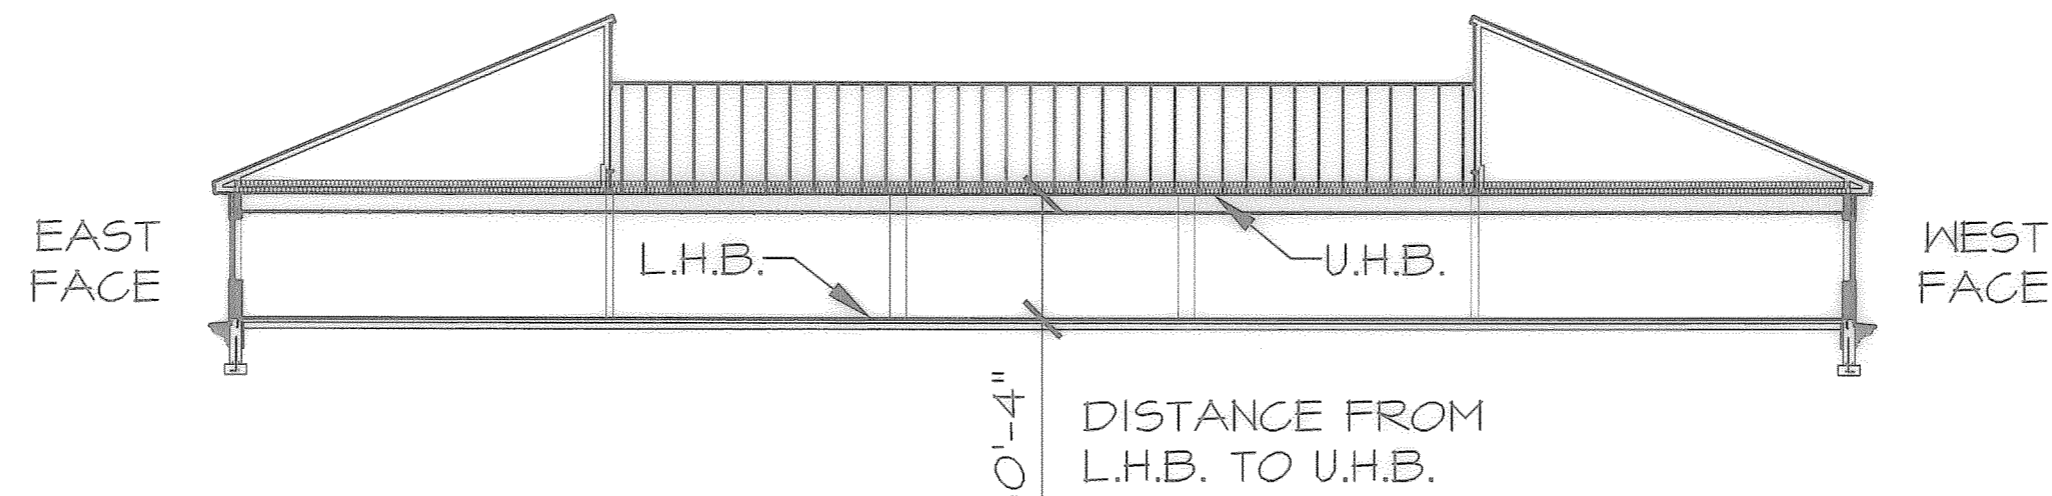 EAST
FACE
L.H.B.
U.H.B.
WEST
FACE
0'-4"
DISTANCE FROM
L.H.B. TO U.H.B.